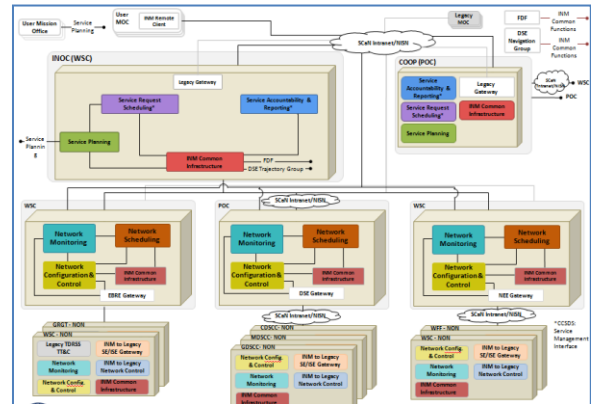 User Mission
Office
Service
Planning
User
MOC
INM Remote
Client
Legacy
MOC
FDF
INM
Common
Functions
DSE
Navigation
Group
INM
Common
Functions
SCaN Intranet/NISN
INOC (WSC)
Legacy Gateway
Service Request
Scheduling*
Service Accountability &
Reporting*
Service Planning
INM Common
Infrastructure
FDF
DSE Trajectory Group
Service
Plannin
g
COOP (POC)
Service
Accountability &
Reporting*
Legacy
Gateway
Service Request
Scheduling*
INM Common
Infrastructure
Service Planning
SCaN
Intranet/NISN
WSC
POC
WSC
Network
Monitoring
Network
Scheduling
Network
Configuration &
Control
INM Common
Infrastructure
EBRE Gateway
POC
SCaN Intranet/NISN
Network
Monitoring
Network
Scheduling
Network
Configuration &
Control
INM Common
Infrastructure
DSE Gateway
WSC
Network
Monitoring
Network
Scheduling
Network
Configuration &
Control
INM Common
Infrastructure
NEE Gateway
SCaN Intranet/NISN
SCaN Intranet/NISN
*CCSDS:
Service
Management
Interface
GRGT - NON
WSC - NON
Legacy TDRSS
TT&C
INM to Legacy
SE/ISE Gateway
Network
Monitoring
INM to Legacy
Network Control
Network Config.
& Control
INM Common
Infrastructure
CDSCC- NON
MDSCC- NON
GDSCC- NON
Network Config.
& Control
INM to Legacy
SE/ISE Gateway
Network
Monitoring
INM to Legacy
Network Control
INM Common
Infrastructure
WFF - NON
WSC - NON
Network Config.
& Control
INM to Legacy
SE/ISE Gateway
Network
Monitoring
INM to Legacy
Network Control
INM Common
Infrastructure